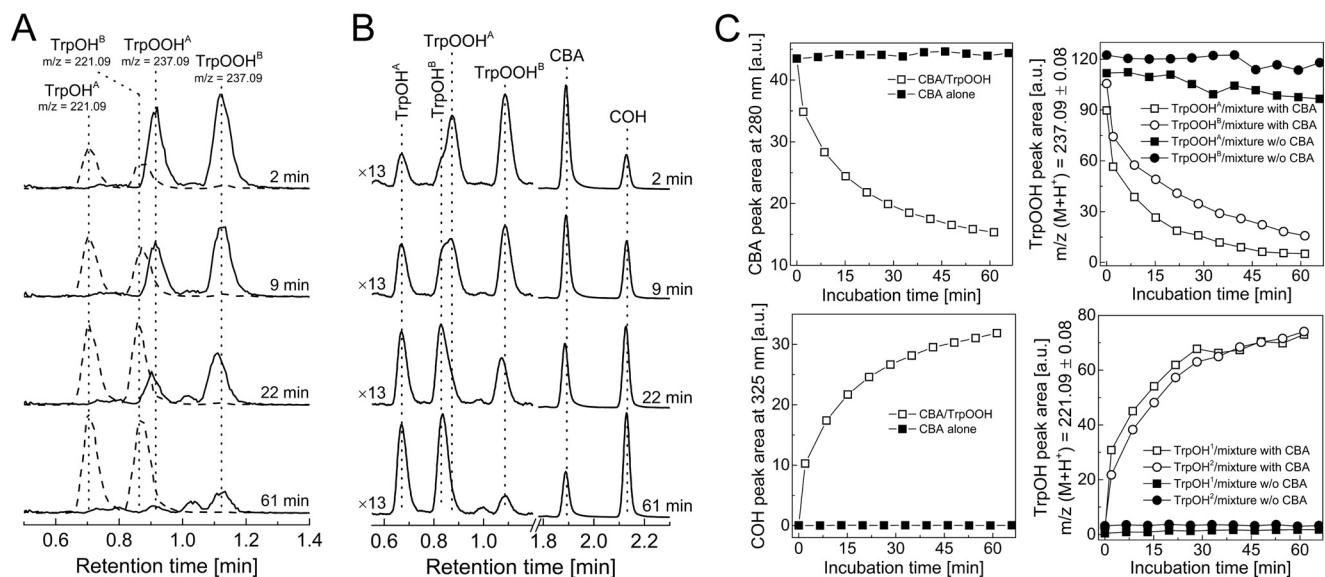 A
TrpOH^B
m/z = 221.09
TrpOOH^A
m/z = 237.09
TrpOOH^B
m/z = 237.09
TrpOH^A
m/z = 221.09
2 min
9 min
22 min
61 min
0.6 0.8 1.0 1.2 1.4
Retention time [min]
B
TrpOH^A
TrpOH^B
TrpOOH^A
TrpOOH^B
CBA
COH
×13
2 min
×13
9 min
×13
22 min
×13
61 min
0.6 0.8 1.0 1.8 2.0 2.2
Retention time [min]
C
CBA peak area at 280 nm [a.u.]
40
30
20
10
CBA/TrpOOH
CBA alone
0 15 30 45 60
Incubation time [min]
TrpOOH peak area [a.u.]
m/z (M+H⁺) = 237.09 ± 0.08
120
90
60
30
0
TrpOOH^A/mixture with CBA
TrpOOH^B/mixture with CBA
TrpOOH^A/mixture w/o CBA
TrpOOH^B/mixture w/o CBA
0 15 30 45 60
Incubation time [min]
COH peak area at 325 nm [a.u.]
30
20
10
0
CBA/TrpOOH
CBA alone
0 15 30 45 60
Incubation time [min]
TrpOH peak area [a.u.]
m/z (M+H⁺) = 221.09 ± 0.08
80
60
40
20
0
TrpOH¹/mixture with CBA
TrpOH²/mixture with CBA
TrpOH¹/mixture w/o CBA
TrpOH²/mixture w/o CBA
0 15 30 45 60
Incubation time [min]